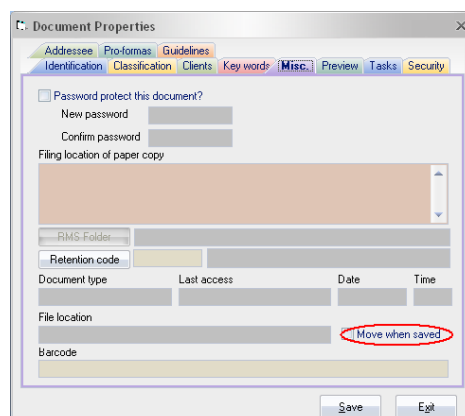 Document Properties
Addressee Pro-formas Guidelines
Identification Classification Clients Key words Misc. Preview Tasks Security
Password protect this document?
New password
Confirm password
Filing location of paper copy
RMS Folder
Retention code
Document type Last access Date Time
File location
Move when saved
Barcode
Save Exit